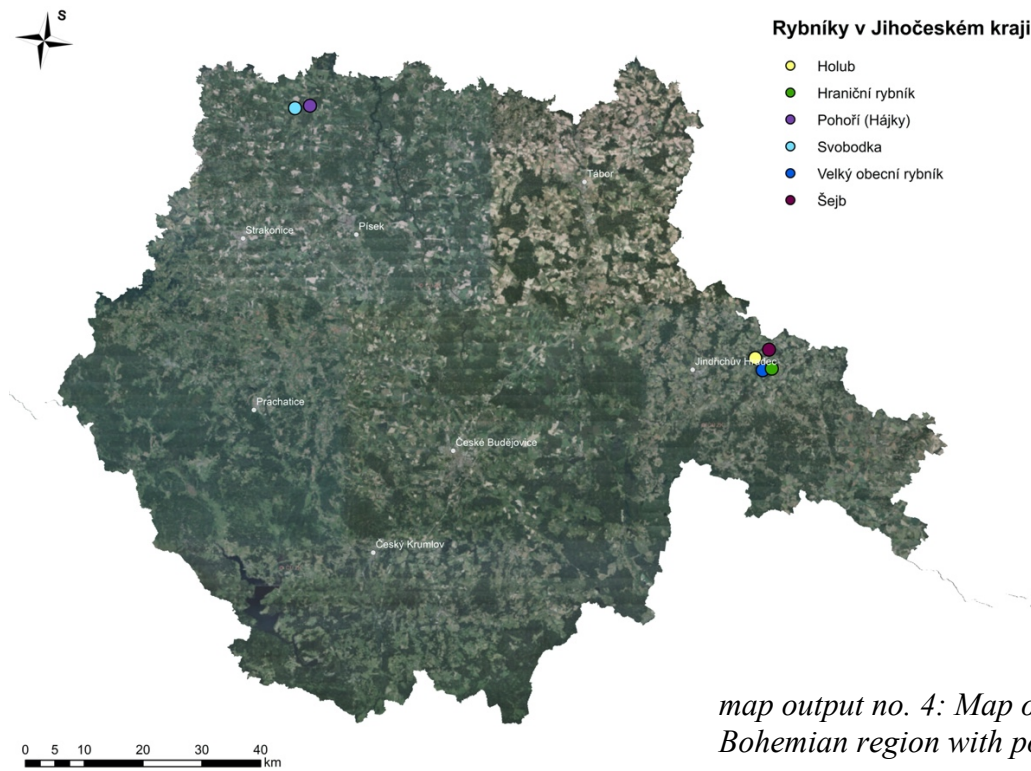 S
Rybníky v Jihočeském kraji
Holub
Hraniční rybník
Pohoří (Hájky)
Svobodka
Velký obecní rybník
Šejb
Tábor
Strakonice
Písek
Jindřichův Hradec
Prachatice
České Budějovice
Český Krumlov
0 5 10 20 30 40
km
map output no. 4: Map o
Bohemian region with po